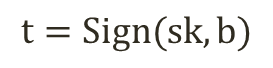 t = Sign(sk, b)